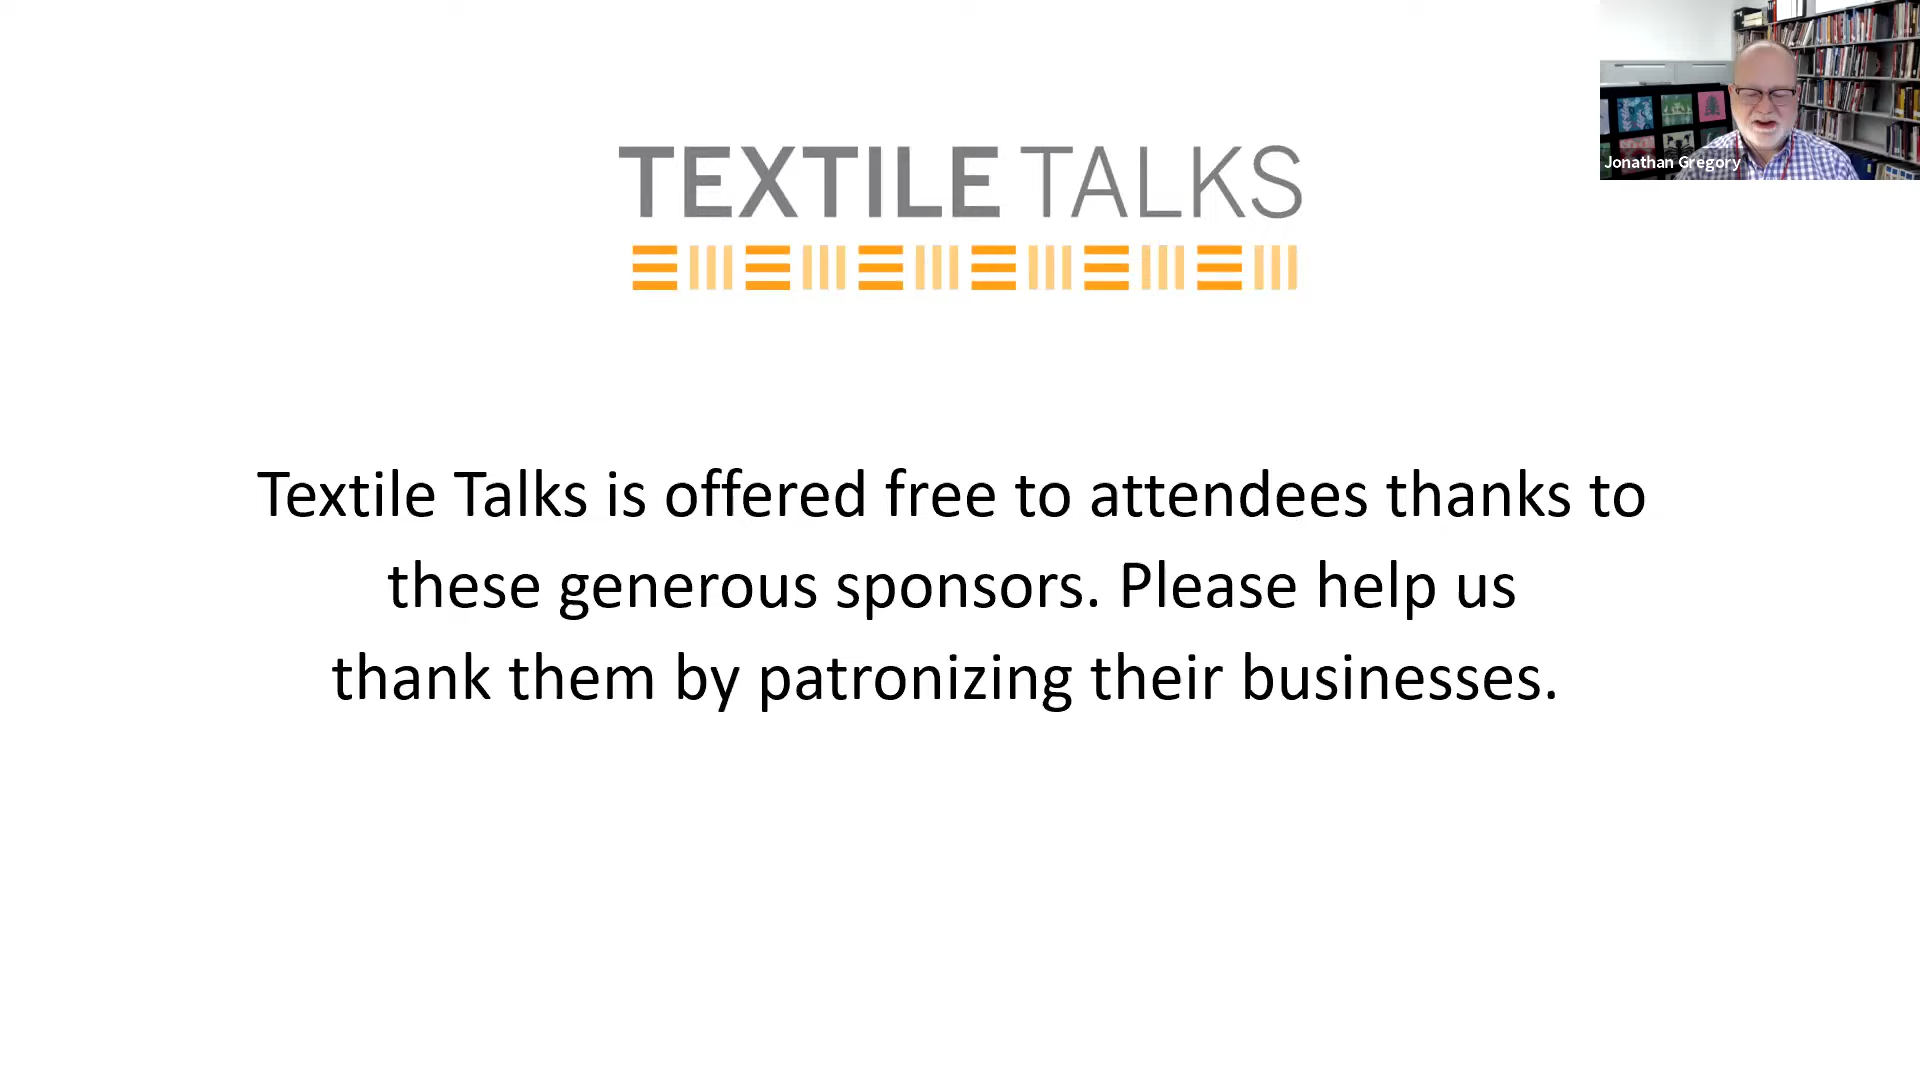 TEXTILE TALKS
Jonathan Gregory
Textile Talks is offered free to attendees thanks to
these generous sponsors. Please help us
thank them by patronizing their businesses.